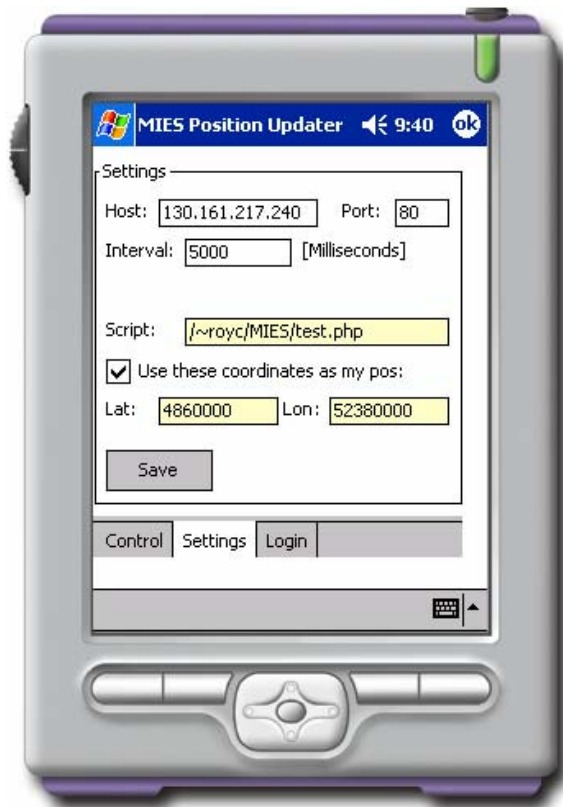 MIES Position Updater 9:40 ok
Settings
Host: 130.161.217.240 Port: 80
Interval: 5000 [Milliseconds]
Script: /~royc/MIES/test.php
Use these coordinates as my pos:
Lat: 4860000 Lon: 52380000
Save
Control Settings Login